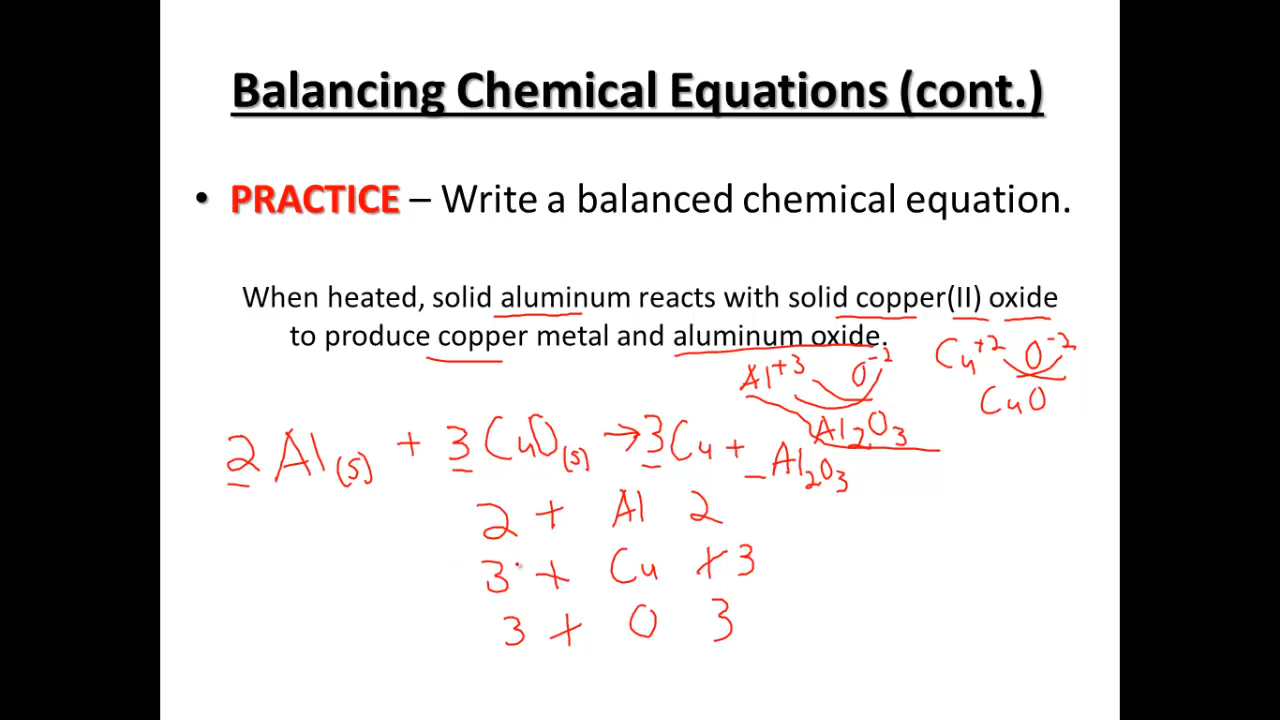 Balancing Chemical Equations (cont.)
• PRACTICE – Write a balanced chemical equation.
When heated, solid aluminum reacts with solid copper(II) oxide
to produce copper metal and aluminum oxide.
Al+3 O-2
Cu+2 O-2
CuO
Al2O3
2 Al(s) + 3 CuO(s) → 3 Cu + _ Al2O3
2 + Al 2
3 + Cu + 3
3 + O 3